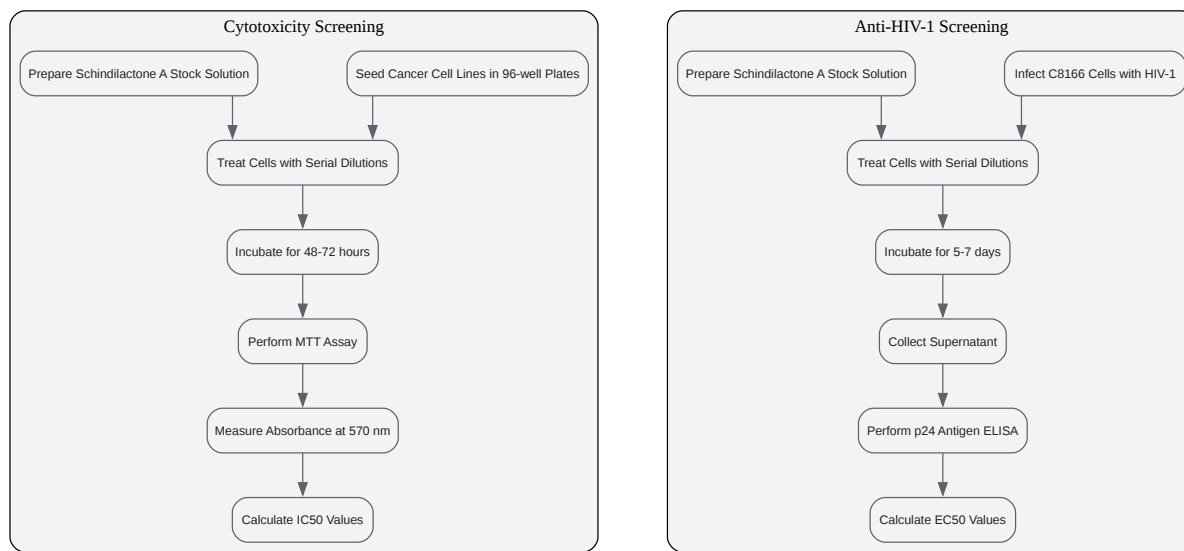 Cytotoxicity Screening
Prepare Schindilactone A Stock Solution
Seed Cancer Cell Lines in 96-well Plates
Treat Cells with Serial Dilutions
Incubate for 48-72 hours
Perform MTT Assay
Measure Absorbance at 570 nm
Calculate IC50 Values
Anti-HIV-1 Screening
Prepare Schindilactone A Stock Solution
Infect C8166 Cells with HIV-1
Treat Cells with Serial Dilutions
Incubate for 5-7 days
Collect Supernatant
Perform p24 Antigen ELISA
Calculate EC50 Values